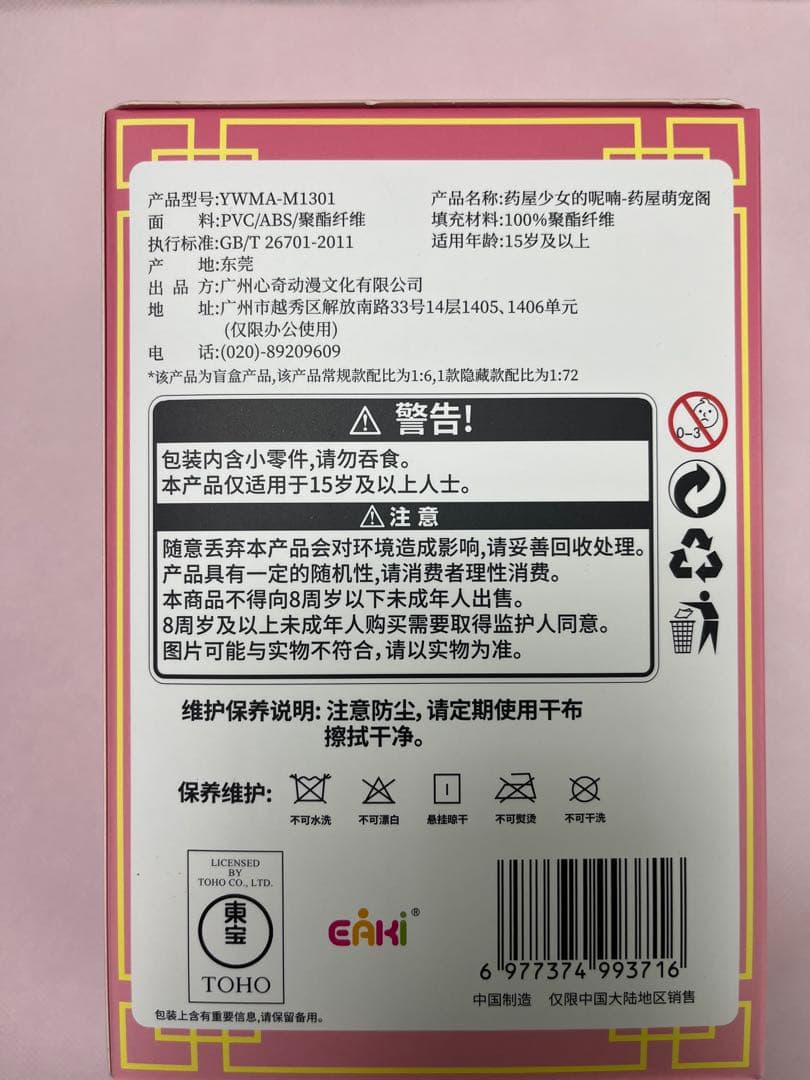 产品型号:YWMA-M1301
产品名称:药屋少女的呢喃-药屋萌宠阁
面 料:PVC/ABS/聚酯纤维
填充材料:100%聚酯纤维
执行标准:GB/T 26701-2011
适用年龄:15岁及以上
产 地:东莞
出 品 方:广州心奇动漫文化有限公司
地 址:广州市越秀区解放南路33号14层1405、1406单元
(仅限办公使用)
电 话:(020)-89209609
*该产品为盲盒产品,该产品常规款配比为1:6,1款隐藏款配比为1:72
警告!
包装内含小零件,请勿吞食。
本产品仅适用于15岁及以上人士。
注意
随意丢弃本产品会对环境造成影响,请妥善回收处理。
产品具有一定的随机性,请消费者理性消费。
本商品不得向8周岁以下未成年人出售。
8周岁及以上未成年人购买需要取得监护人同意。
图片可能与实物不符合,请以实物为准。
0-3
维护保养说明:注意防尘,请定期使用干布
擦拭干净。
保养维护:
不可水洗
不可漂白
悬挂晾干
不可熨烫
不可干洗
LICENSED
BY
TOHO CO., LTD.
東宝
TOHO
EAKI®
6 977374 993716
中国制造 仅限中国大陆地区销售
包装上含有重要信息,请保留备用。